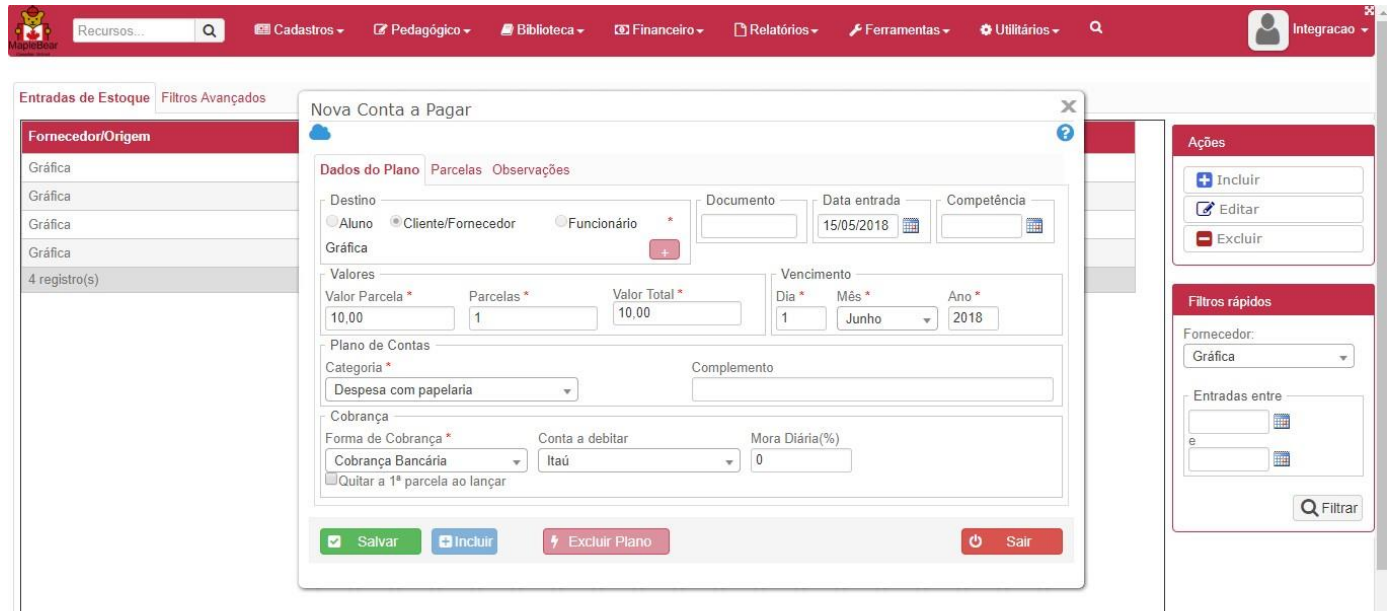 MapleBear
Recursos...
Cadastros
Pedagógico
Biblioteca
Financeiro
Relatórios
Ferramentas
Utilitários
Integracao
Entradas de Estoque Filtros Avançados
Fornecedor/Origem
Gráfica
Gráfica
Gráfica
Gráfica
4 registro(s)
Nova Conta a Pagar
Dados do Plano Parcelas Observações
Destino
Aluno Cliente/Fornecedor Funcionário *
Gráfica +
Documento
Data entrada
15/05/2018
Competência
Valores
Valor Parcela * Parcelas * Valor Total *
10,00 1 10,00
Vencimento
Dia * Mês * Ano *
1 Junho 2018
Plano de Contas
Categoria * Complemento
Despesa com papelaria
Cobrança
Forma de Cobrança * Conta a debitar Mora Diária(%)
Cobrança Bancária Itaú 0
Quitar a 1ª parcela ao lançar
Salvar Incluir Excluir Plano Sair
Ações
Incluir
Editar
Excluir
Filtros rápidos
Fornecedor:
Gráfica
Entradas entre
e
Filtrar